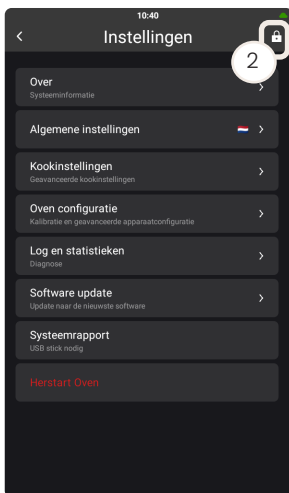 10:40
Instellingen
2
Over
Systeeminformatie
Algemene instellingen
Kookinstellingen
Geavanceerde kookinstellingen
Oven configuratie
Kalibratie en geavanceerde apparaatconfiguratie
Log en statistieken
Diagnose
Software update
Update naar de nieuwste software
Systeemrapport
USB stick nodig
Herstart Oven